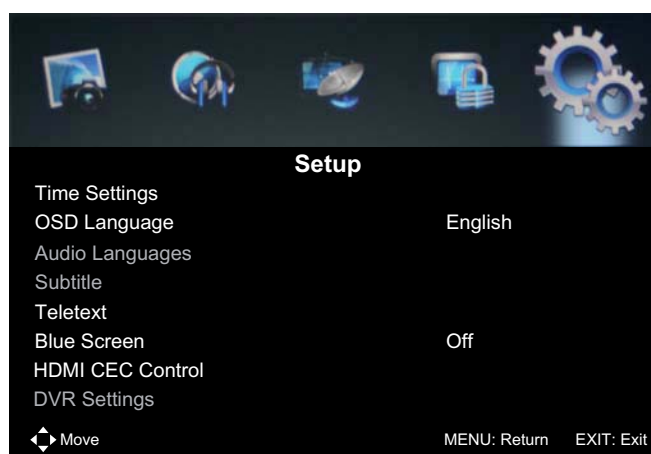 Setup
Time Settings
OSD Language English
Audio Languages
Subtitle
Teletext
Blue Screen Off
HDMI CEC Control
DVR Settings
Move MENU: Return EXIT: Exit